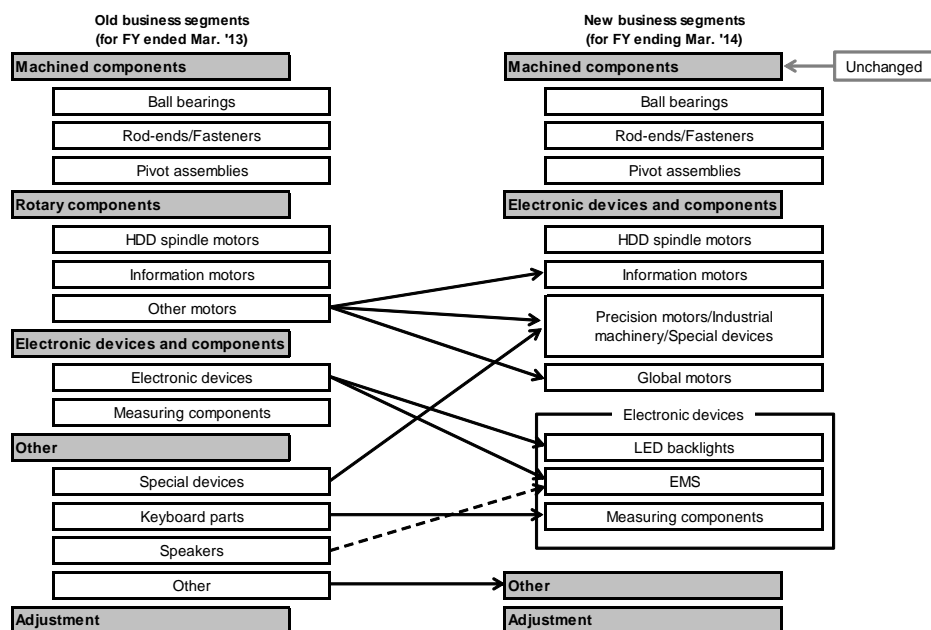 Old business segments
(for FY ended Mar. '13)
Machined components
Ball bearings
Rod-ends/Fasteners
Pivot assemblies
Rotary components
HDD spindle motors
Information motors
Other motors
Electronic devices and components
Electronic devices
Measuring components
Other
Special devices
Keyboard parts
Speakers
Other
Adjustment
New business segments
(for FY ending Mar. '14)
Machined components
Unchanged
Ball bearings
Rod-ends/Fasteners
Pivot assemblies
Electronic devices and components
HDD spindle motors
Information motors
Precision motors/Industrial
machinery/Special devices
Global motors
Electronic devices
LED backlights
EMS
Measuring components
Other
Adjustment